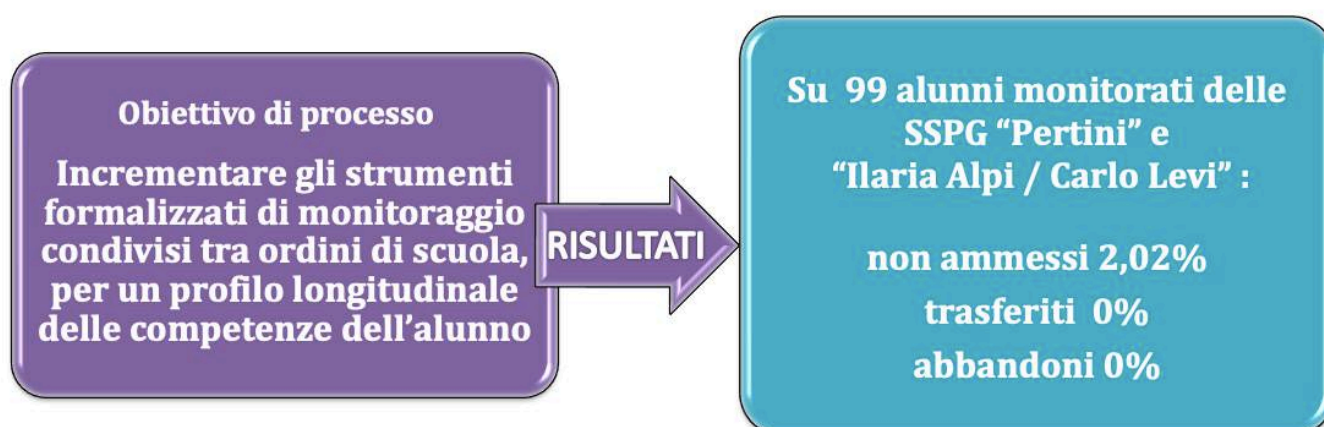 Obiettivo di processo
Incrementare gli strumenti
formalizzati di monitoraggio
condivisi tra ordini di scuola,
per un profilo longitudinale
delle competenze dell’alunno
RISULTATI
Su 99 alunni monitorati delle
SSPG “Pertini” e
“Ilaria Alpi / Carlo Levi” :
non ammessi 2,02%
trasferiti 0%
abbandoni 0%